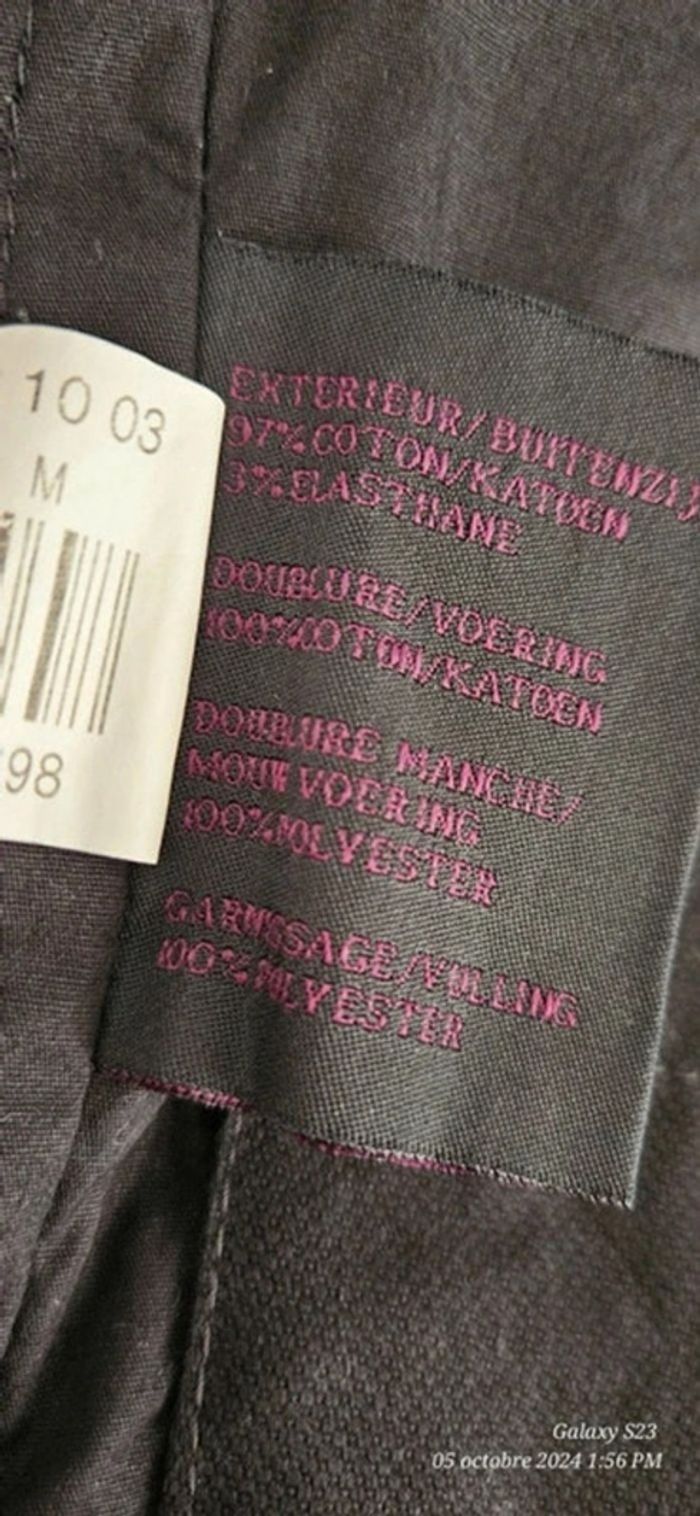 10 03
M
98
EXTERIEUR/BUITENZIJ
97%COTON/KATOEN
3%ELASTHANE
DOUBLURE/VOERING
100%COTON/KATOEN
DOUBLURE MANCHE/
MOUW VOERING
100%POLYESTER
GARNISSAGE/VULLING
100%POLYESTER
Galaxy S23
05 octobre 2024 1:56 PM